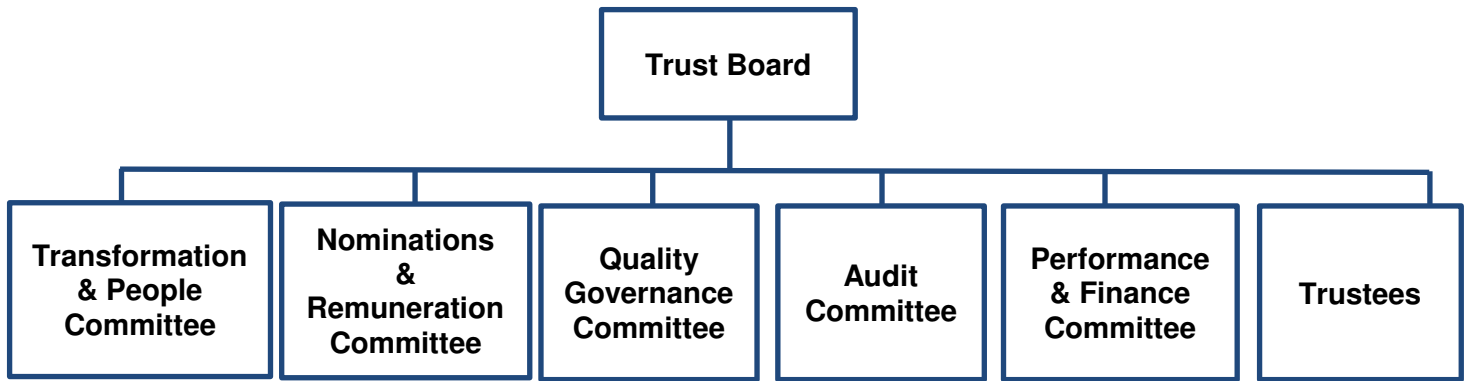 Trust Board
Transformation
& People
Committee
Nominations
&
Remuneration
Committee
Quality
Governance
Committee
Audit
Committee
Performance
& Finance
Committee
Trustees